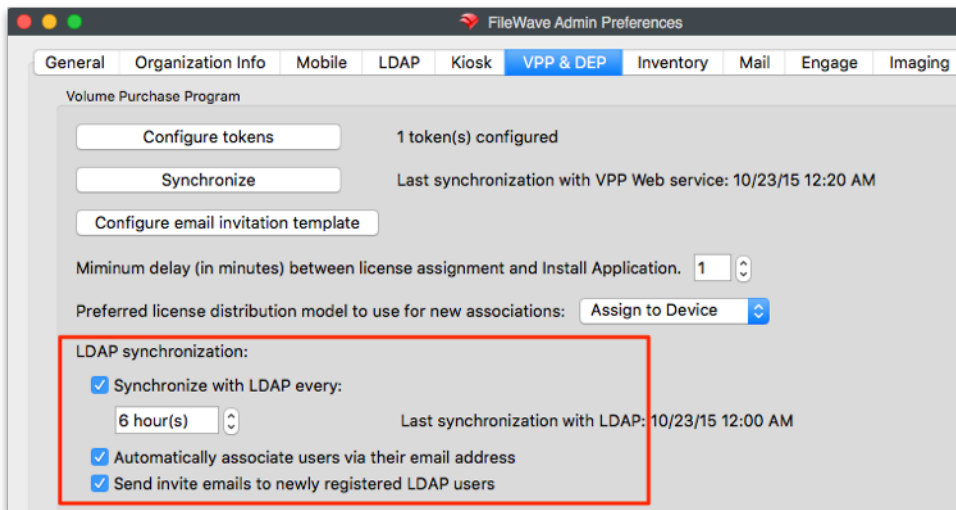 FileWave Admin Preferences
General Organization Info Mobile LDAP Kiosk VPP & DEP Inventory Mail Engage Imaging
Volume Purchase Program
Configure tokens 1 token(s) configured
Synchronize Last synchronization with VPP Web service: 10/23/15 12:20 AM
Configure email invitation template
Miminum delay (in minutes) between license assignment and Install Application. 1
Preferred license distribution model to use for new associations: Assign to Device
LDAP synchronization:
Synchronize with LDAP every:
6 hour(s) Last synchronization with LDAP: 10/23/15 12:00 AM
Automatically associate users via their email address
Send invite emails to newly registered LDAP users